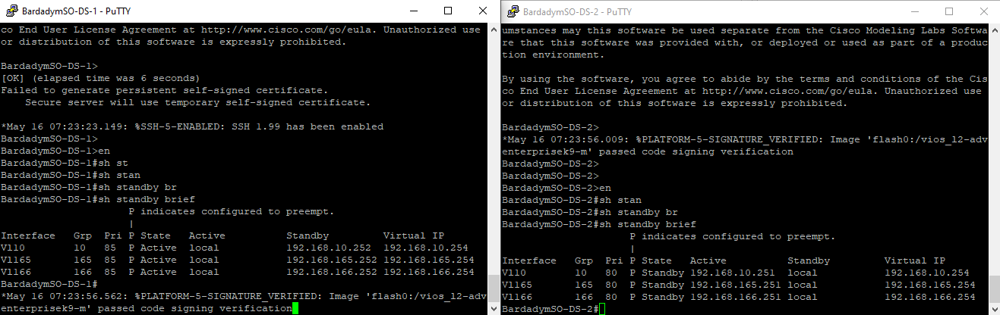 BardadymSO-DS-1 - PuTTY
co End User License Agreement at http://www.cisco.com/go/eula. Unauthorized use
or distribution of this software is expressly prohibited.
BardadymSO-DS-1>
[OK] (elapsed time was 6 seconds)
Failed to generate persistent self-signed certificate.
    Secure server will use temporary self-signed certificate.
*May 16 07:23:23.149: %SSH-5-ENABLED: SSH 1.99 has been enabled
BardadymSO-DS-1>
BardadymSO-DS-1>en
BardadymSO-DS-1#sh st
BardadymSO-DS-1#sh stan
BardadymSO-DS-1#sh standby br
BardadymSO-DS-1#sh standby brief
                     P indicates configured to preempt.
                     |
Interface   Grp  Pri P State   Active          Standby         Virtual IP
Vl10        10   85  P Active  local           192.168.10.252  192.168.10.254
Vl165       165  85  P Active  local           192.168.165.252 192.168.165.254
Vl166       166  85  P Active  local           192.168.166.252 192.168.166.254
BardadymSO-DS-1#
*May 16 07:23:56.562: %PLATFORM-5-SIGNATURE_VERIFIED: Image 'flash0:/vios_l2-adv
enterprisek9-m' passed code signing verification
BardadymSO-DS-2 - PuTTY
umstances may this software be used separate from the Cisco Modeling Labs Softwa
re that this software was provided with, or deployed or used as part of a produc
tion environment.
By using the software, you agree to abide by the terms and conditions of the Cis
co End User License Agreement at http://www.cisco.com/go/eula. Unauthorized use
or distribution of this software is expressly prohibited.
BardadymSO-DS-2>
*May 16 07:23:56.009: %PLATFORM-5-SIGNATURE_VERIFIED: Image 'flash0:/vios_l2-adv
enterprisek9-m' passed code signing verification
BardadymSO-DS-2>
BardadymSO-DS-2>
BardadymSO-DS-2>en
BardadymSO-DS-2#sh stan
BardadymSO-DS-2#sh standby br
BardadymSO-DS-2#sh standby brief
                     P indicates configured to preempt.
                     |
Interface   Grp  Pri P State   Active          Standby         Virtual IP
Vl10        10   80  P Standby 192.168.10.251  local           192.168.10.254
Vl165       165  80  P Standby 192.168.165.251 local           192.168.165.254
Vl166       166  80  P Standby 192.168.166.251 local           192.168.166.254
BardadymSO-DS-2#